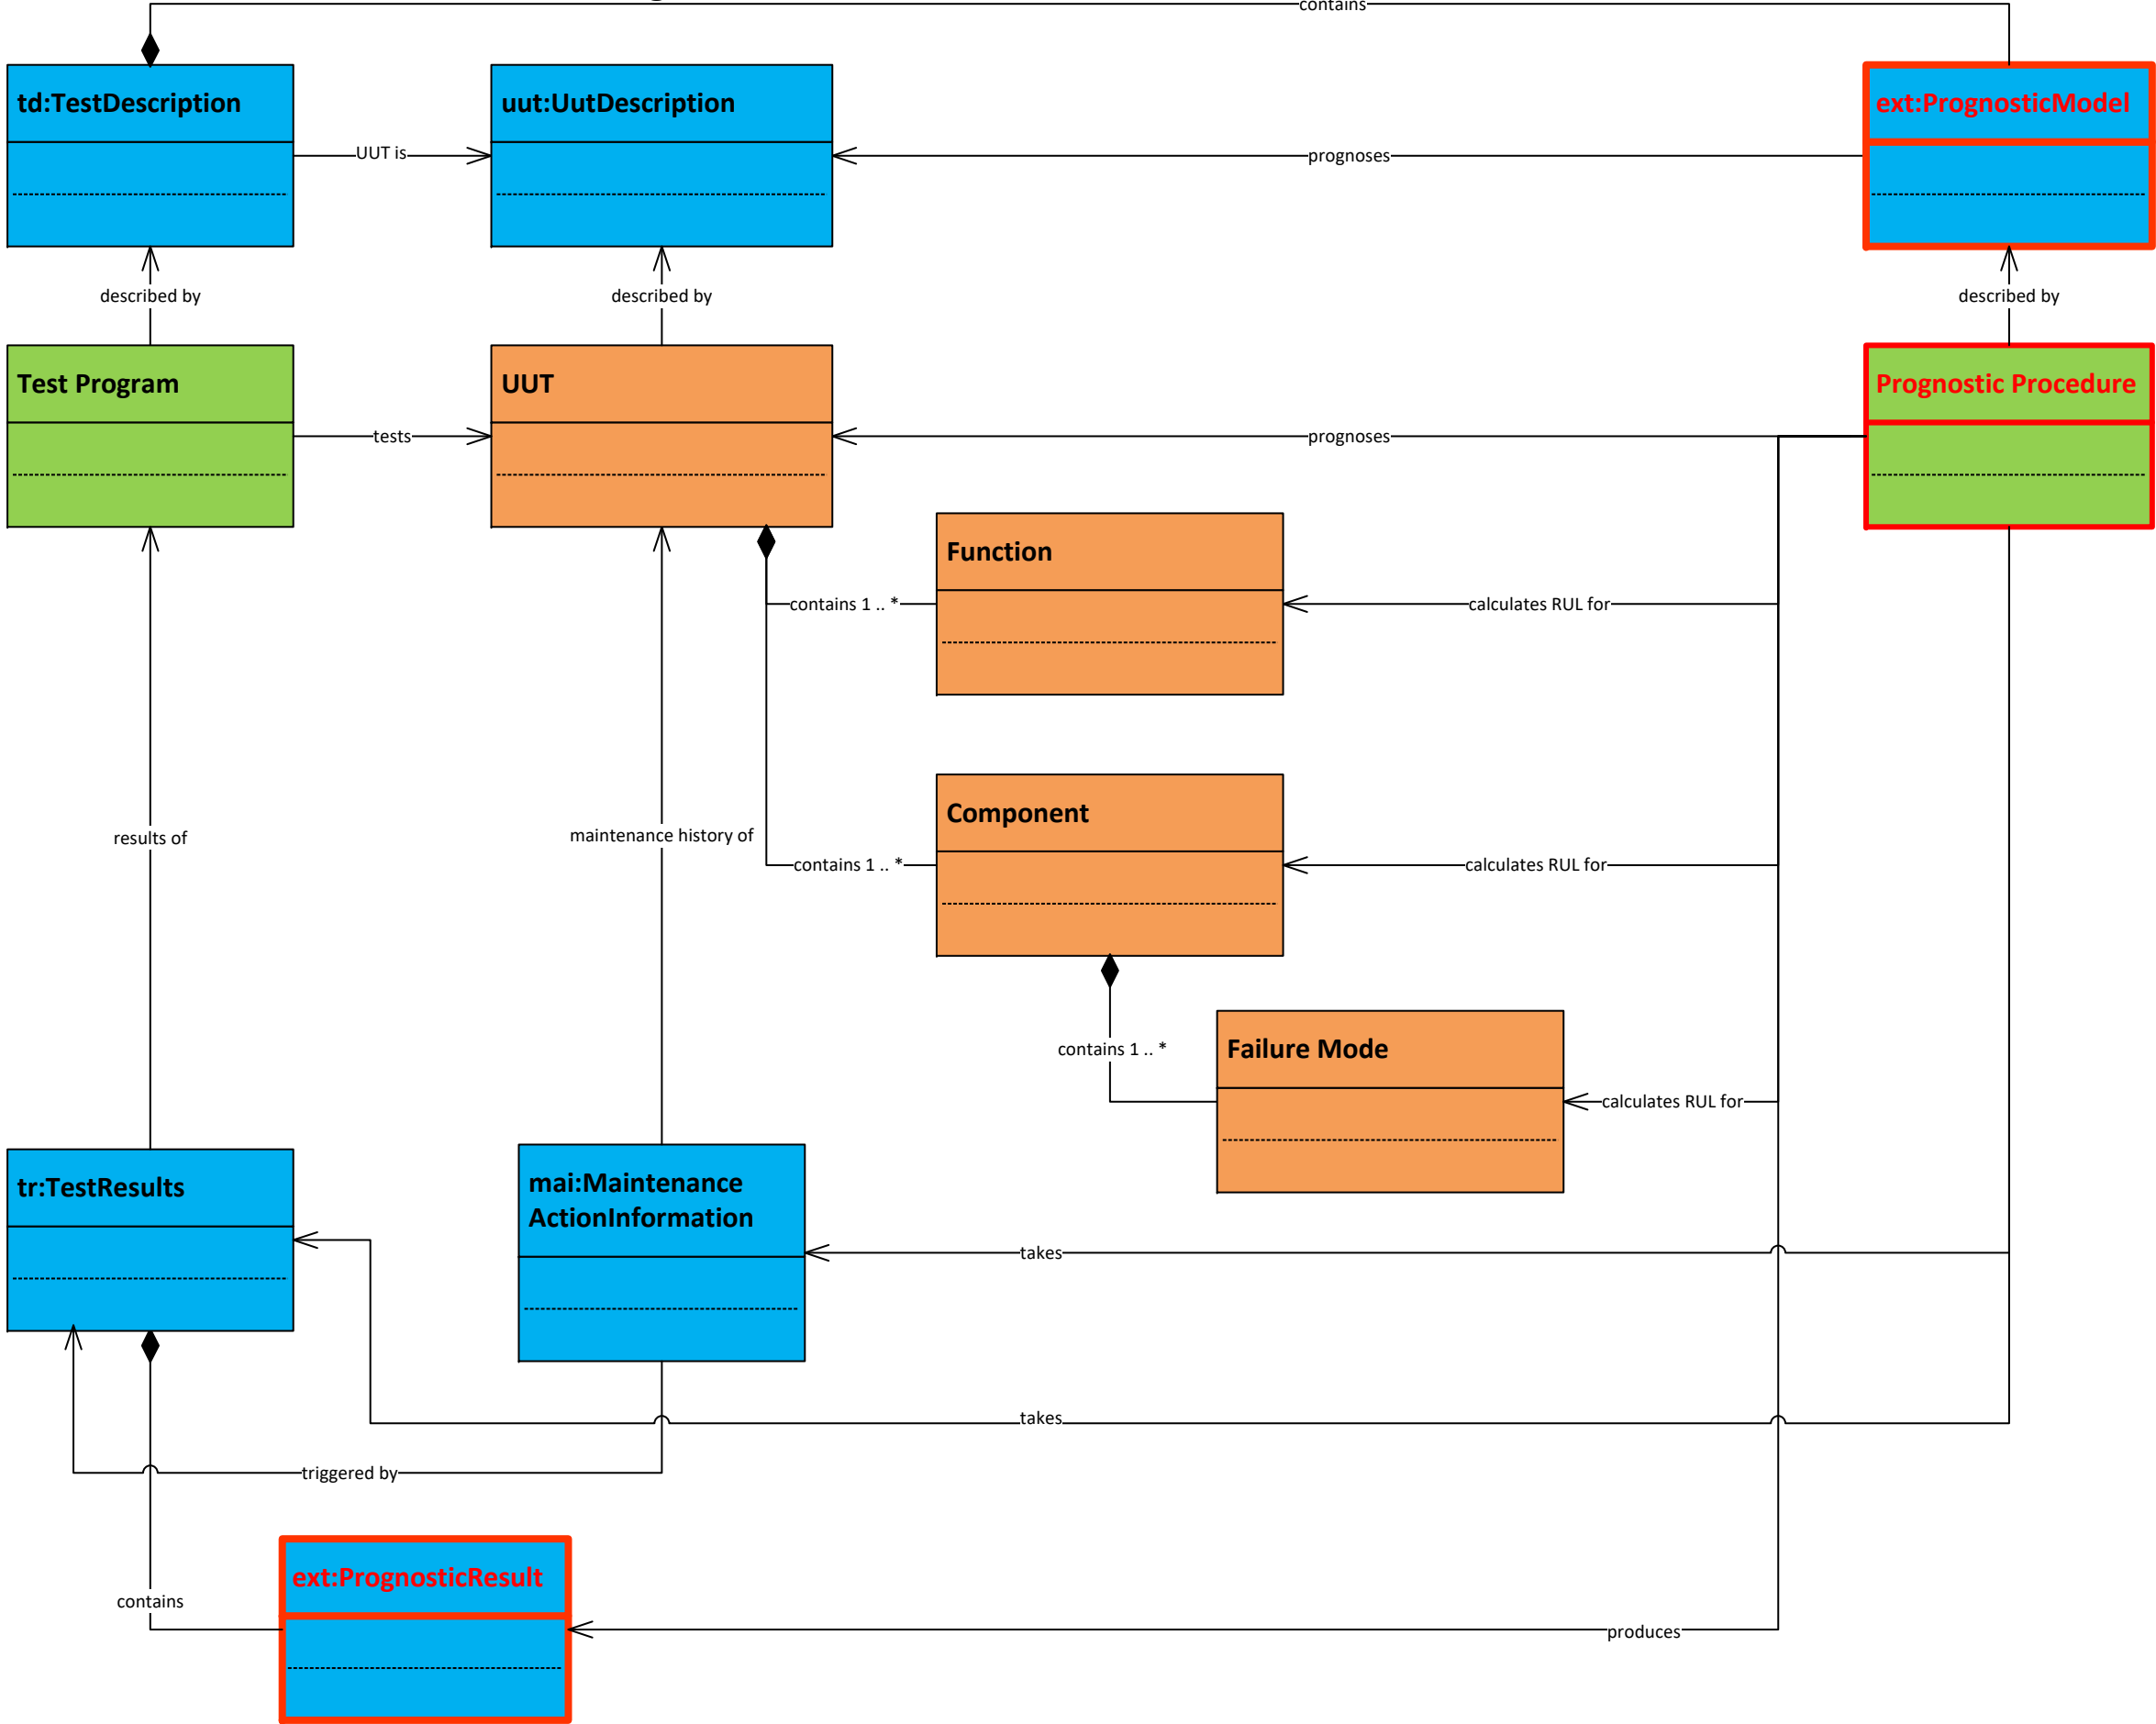 contains
td:TestDescription
uut:UutDescription
ext:PrognosticModel
UUT is
prognoses
described by
described by
described by
Test Program
UUT
Prognostic Procedure
tests
prognoses
Function
contains 1 .. *
calculates RUL for
Component
results of
maintenance history of
contains 1 .. *
calculates RUL for
Failure Mode
contains 1 .. *
calculates RUL for
tr:TestResults
mai:Maintenance
ActionInformation
takes
takes
triggered by
ext:PrognosticResult
contains
produces